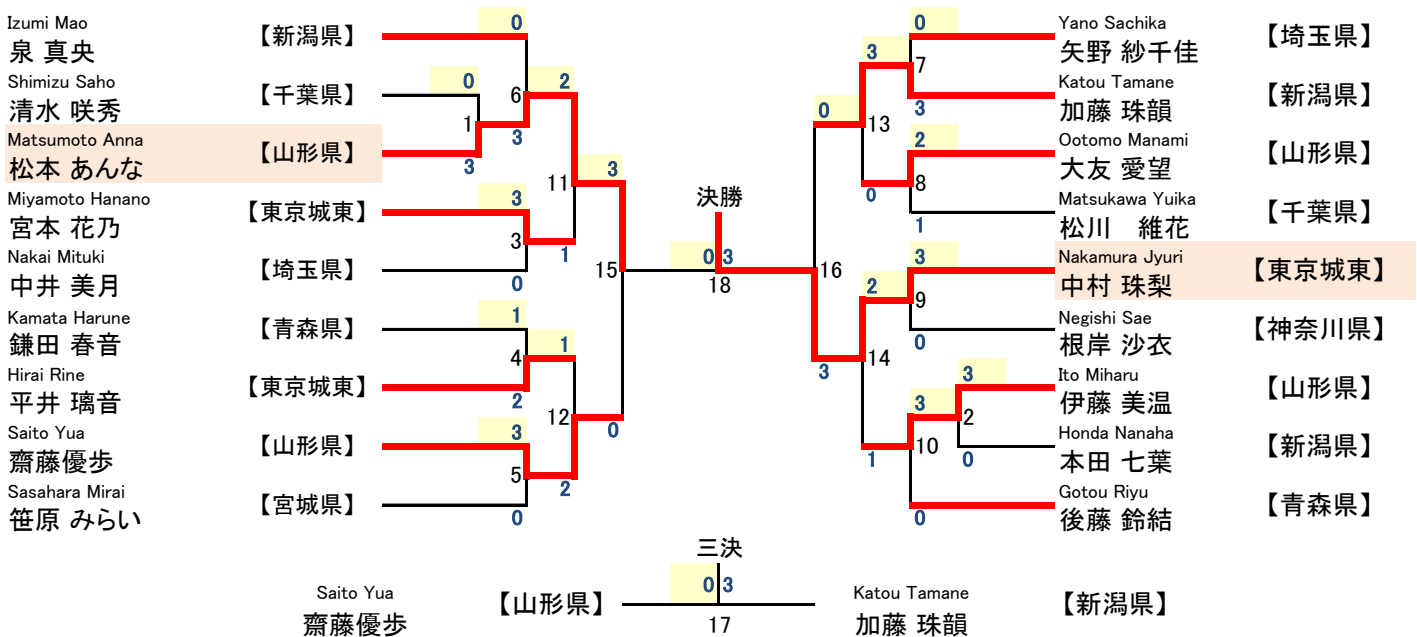 Izumi Mao
泉 真央
【新潟県】
0
Shimizu Saho
清水 咲秀
【千葉県】
0
6
2
1
3
Matsumoto Anna
松本 あんな
【山形県】
3
11
3
Miyamoto Hanano
宮本 花乃
【東京城東】
3
3
1
Nakai Mituki
中井 美月
【埼玉県】
0
15
Kamata Harune
鎌田 春音
【青森県】
1
4
1
Hirai Rine
平井 璃音
【東京城東】
2
12
0
Saito Yua
齋藤優歩
【山形県】
3
5
2
Sasahara Mirai
笹原 みらい
【宮城県】
0
決勝
0 3
18
Yano Sachika
矢野 紗千佳
【埼玉県】
0
3
7
Katou Tamane
加藤 珠韻
【新潟県】
3
0
13
Ootomo Manami
大友 愛望
【山形県】
2
8
0
Matsukawa Yuika
松川 維花
【千葉県】
1
16
Nakamura Jyuri
中村 珠梨
【東京城東】
3
2
9
Negishi Sae
根岸 沙衣
【神奈川県】
0
14
3
Ito Miharu
伊藤 美温
【山形県】
3
3
2
Honda Nanaha
本田 七葉
【新潟県】
0
10
1
Gotou Riyu
後藤 鈴結
【青森県】
0
三決
0 3
17
Saito Yua
齋藤優歩
【山形県】
Katou Tamane
加藤 珠韻
【新潟県】